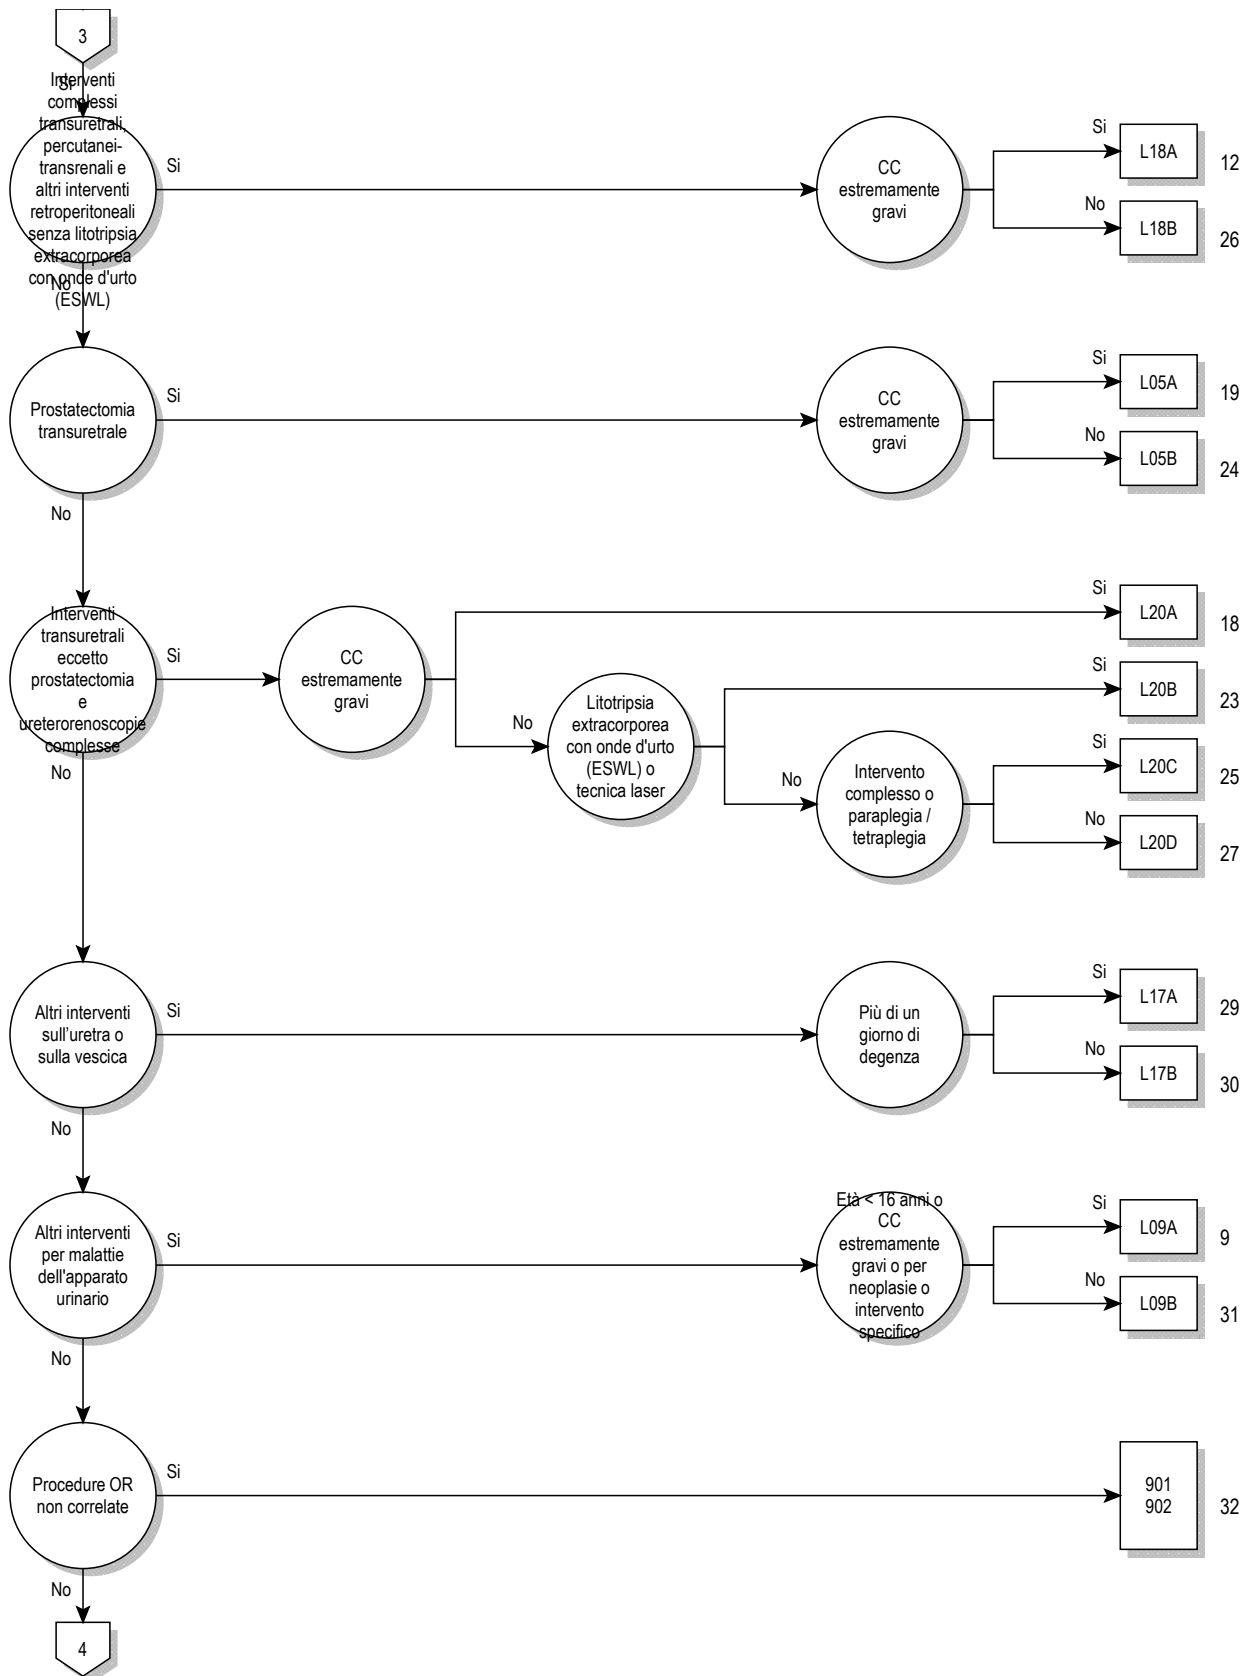 3
Si
Interventi
complessi
transuretrali,
percutanei-
transrenali e
altri interventi
retroperitoneali
senza litotripsia
extracorporea
con onde d'urto
(ESWL)
Si
CC
estremamente
gravi
Si
L18A
12
No
L18B
26
No
Prostatectomia
transuretrale
Si
CC
estremamente
gravi
Si
L05A
19
No
L05B
24
No
Interventi
transuretrali
eccetto
prostatectomia
e
ureterorenoscopie
complesse
Si
CC
estremamente
gravi
Si
L20A
18
No
Litotripsia
extracorporea
con onde d'urto
(ESWL) o
tecnica laser
Si
L20B
23
No
Intervento
complesso o
paraplegia /
tetraplegia
Si
L20C
25
No
L20D
27
No
Altri interventi
sull'uretra o
sulla vescica
Si
Più di un
giorno di
degenza
Si
L17A
29
No
L17B
30
No
Altri interventi
per malattie
dell'apparato
urinario
Si
Età < 16 anni o
CC
estremamente
gravi o per
neoplasie o
intervento
specifico
Si
L09A
9
No
L09B
31
No
Procedure OR
non correlate
Si
901
902
32
No
4